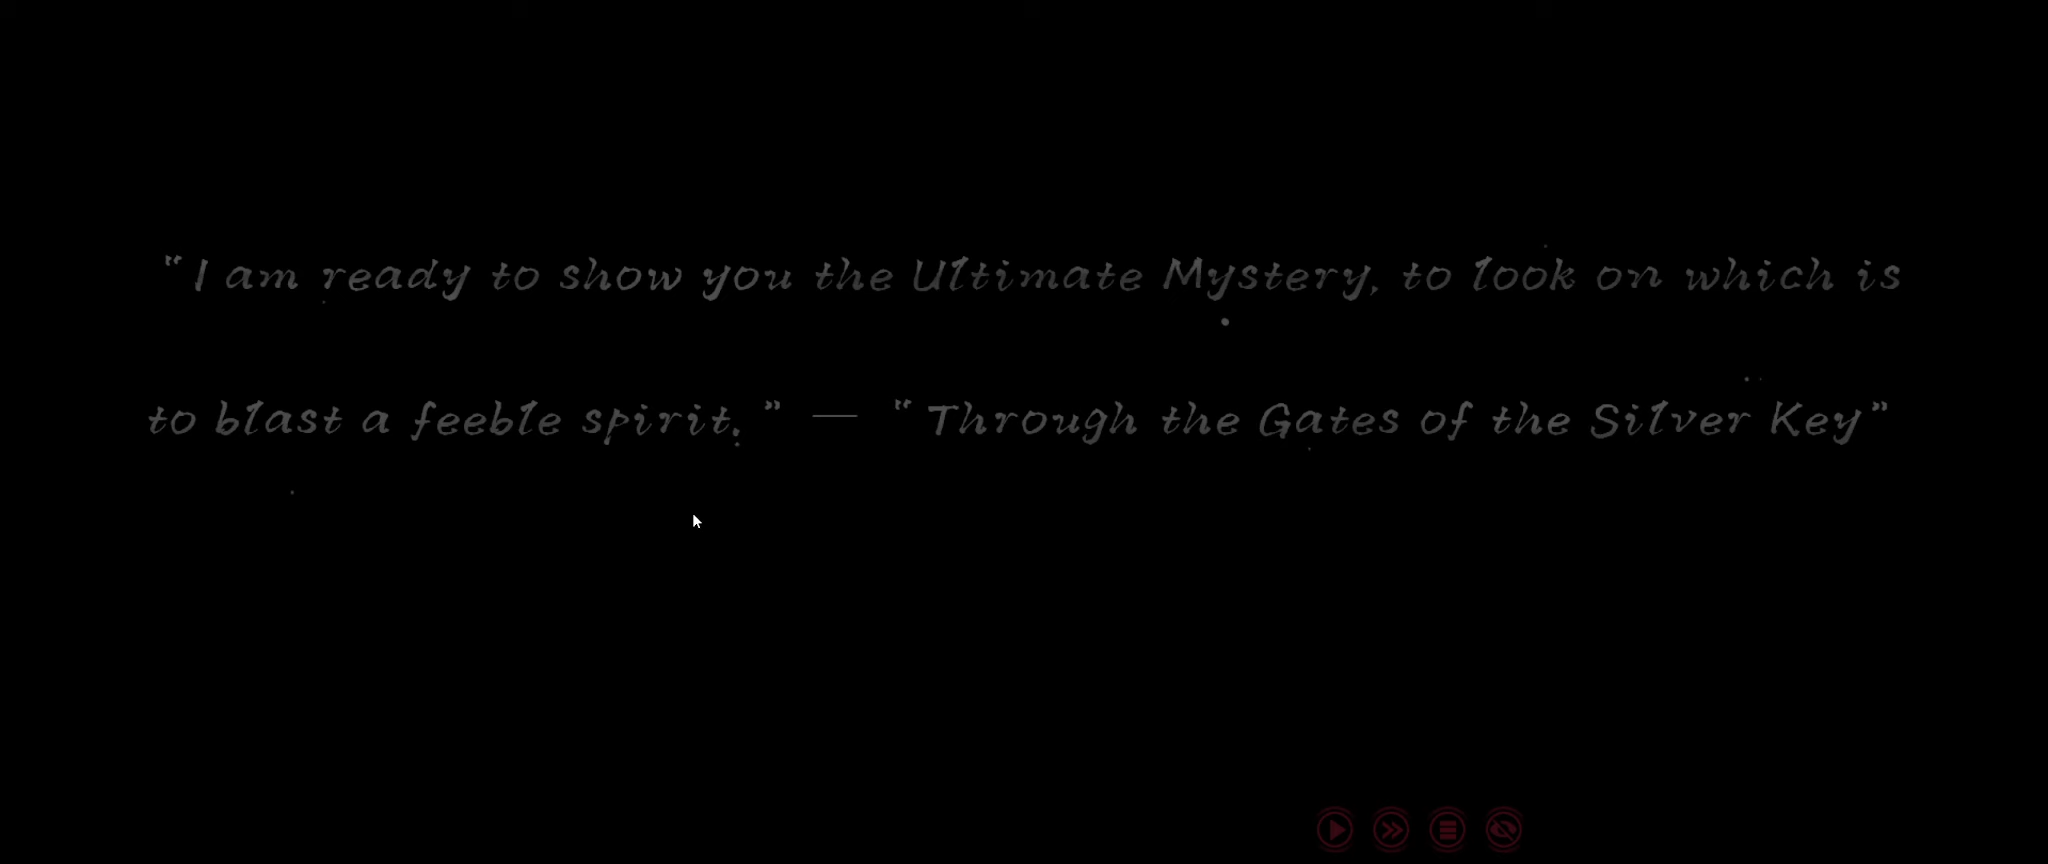 “I am ready to show you the Ultimate Mystery, to look on which is
to blast a feeble spirit.” — “Through the Gates of the Silver Key”